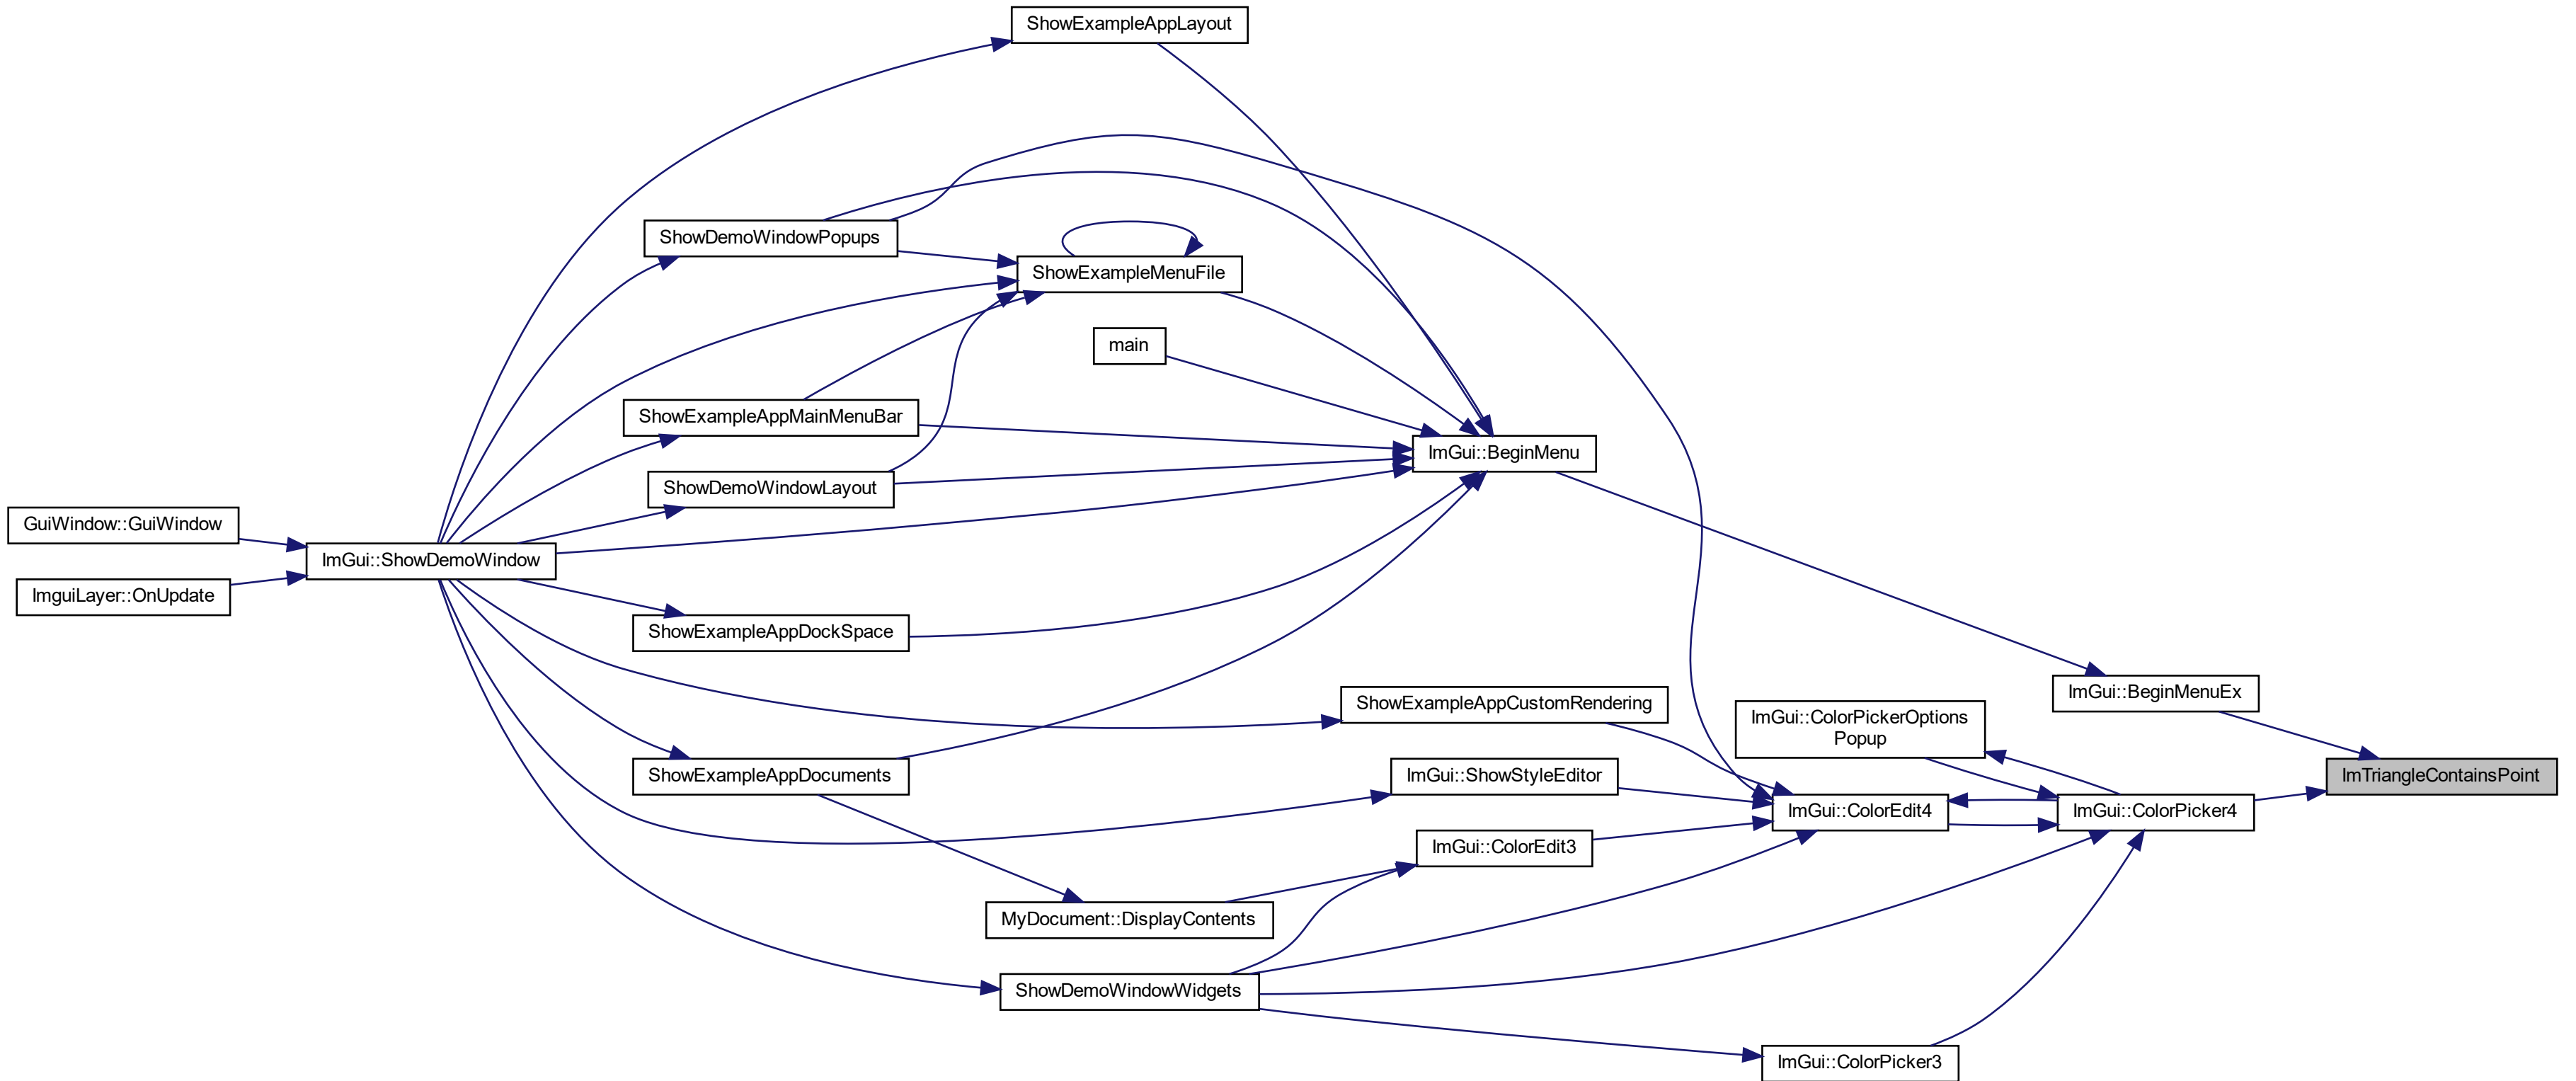 ShowExampleAppLayout
ShowDemoWindowPopups
ShowExampleMenuFile
main
ShowExampleAppMainMenuBar
ImGui::BeginMenu
ShowDemoWindowLayout
GuiWindow::GuiWindow
ImGui::ShowDemoWindow
ImguiLayer::OnUpdate
ShowExampleAppDockSpace
ShowExampleAppCustomRendering
ImGui::BeginMenuEx
ImGui::ColorPickerOptions
Popup
ShowExampleAppDocuments
ImGui::ShowStyleEditor
ImTriangleContainsPoint
ImGui::ColorEdit4
ImGui::ColorPicker4
ImGui::ColorEdit3
MyDocument::DisplayContents
ShowDemoWindowWidgets
ImGui::ColorPicker3